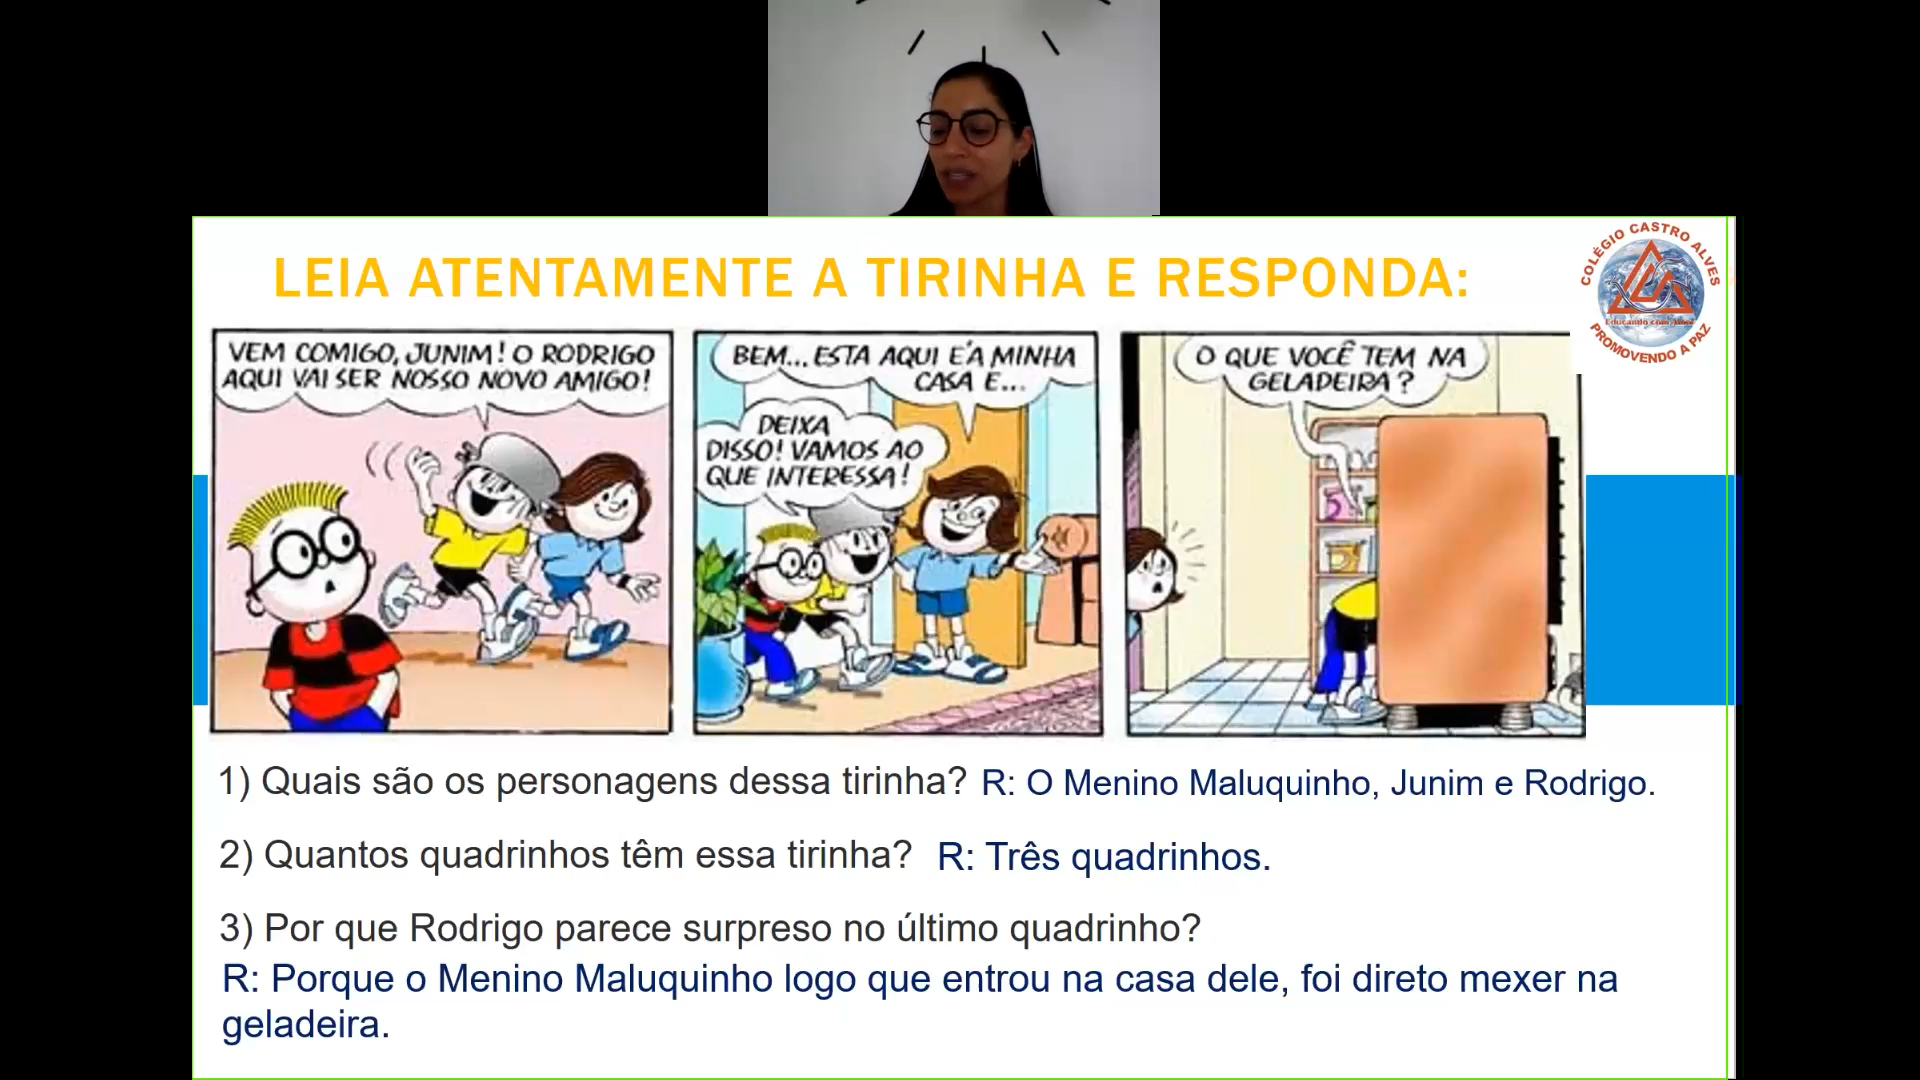 LEIA ATENTAMENTE A TIRINHA E RESPONDA:
COLÉGIO CASTRO ALVES
PROMOVENDO A PAZ
VEM COMIGO, JUNIM! O RODRIGO
AQUI VAI SER NOSSO NOVO AMIGO!
BEM... ESTA AQUI É A MINHA
CASA E...
DEIXA
DISSO! VAMOS AO
QUE INTERESSA!
O QUE VOCÊ TEM NA
GELADEIRA?
1) Quais são os personagens dessa tirinha? R: O Menino Maluquinho, Junim e Rodrigo.
2) Quantos quadrinhos têm essa tirinha? R: Três quadrinhos.
3) Por que Rodrigo parece surpreso no último quadrinho?
R: Porque o Menino Maluquinho logo que entrou na casa dele, foi direto mexer na
geladeira.